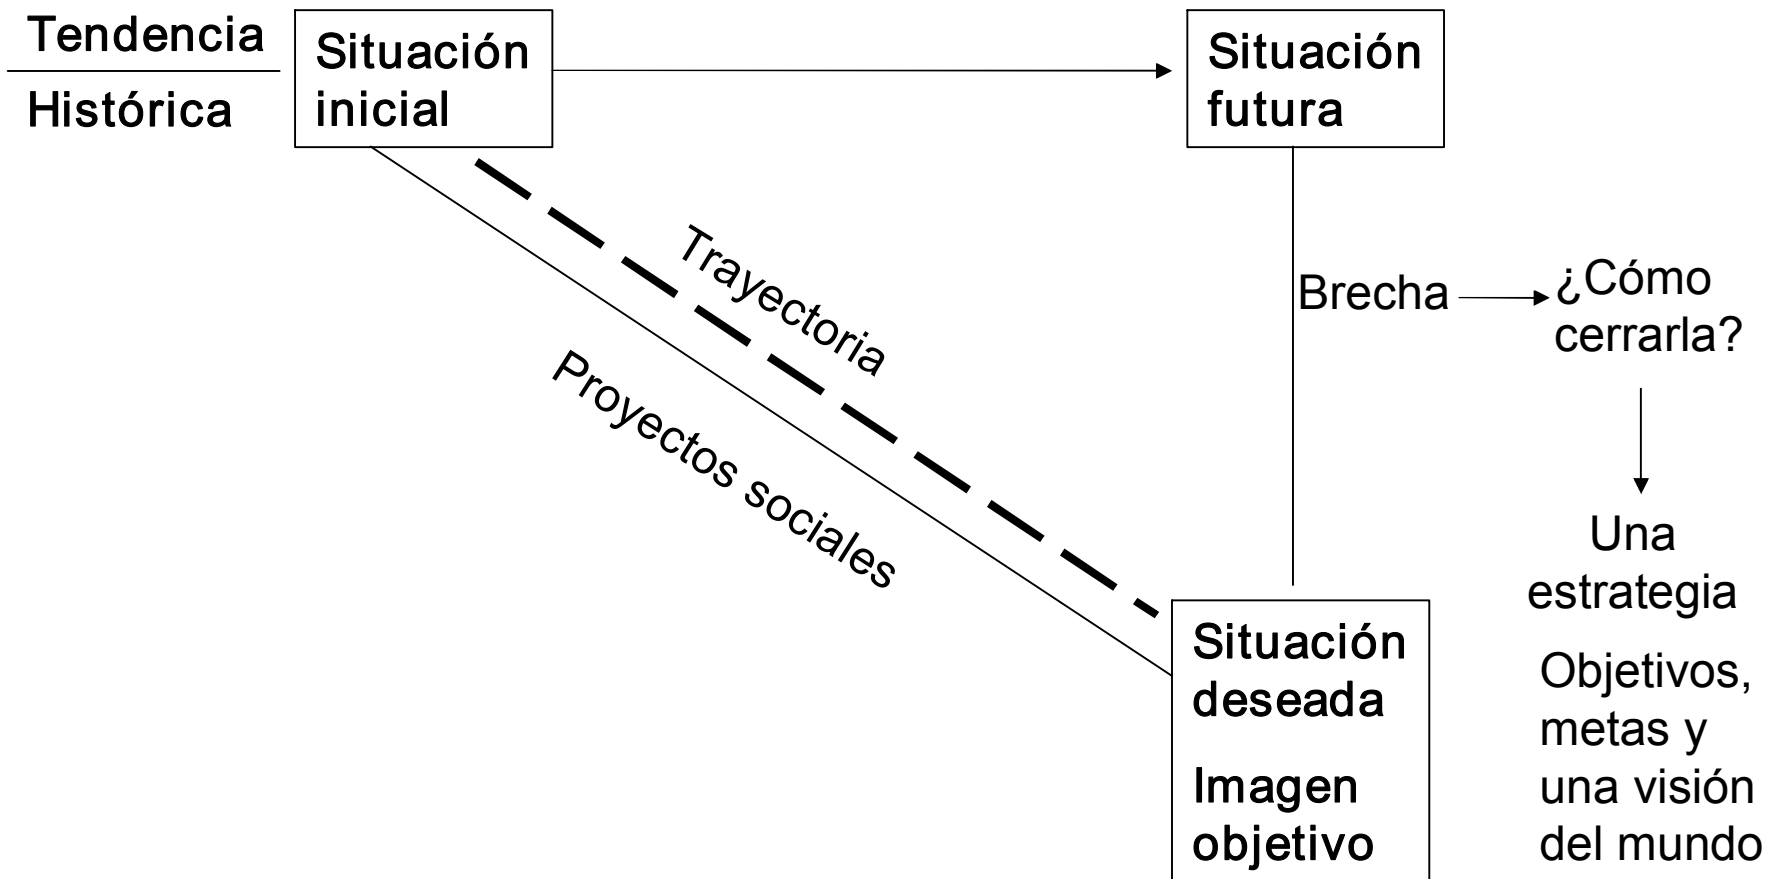 Tendencia
Histórica
Situación
inicial
Situación
futura
Trayectoria
Proyectos sociales
Brecha
¿Cómo
cerrarla?
Una
estrategia
Objetivos,
metas y
una visión
del mundo
Situación
deseada
Imagen
objetivo